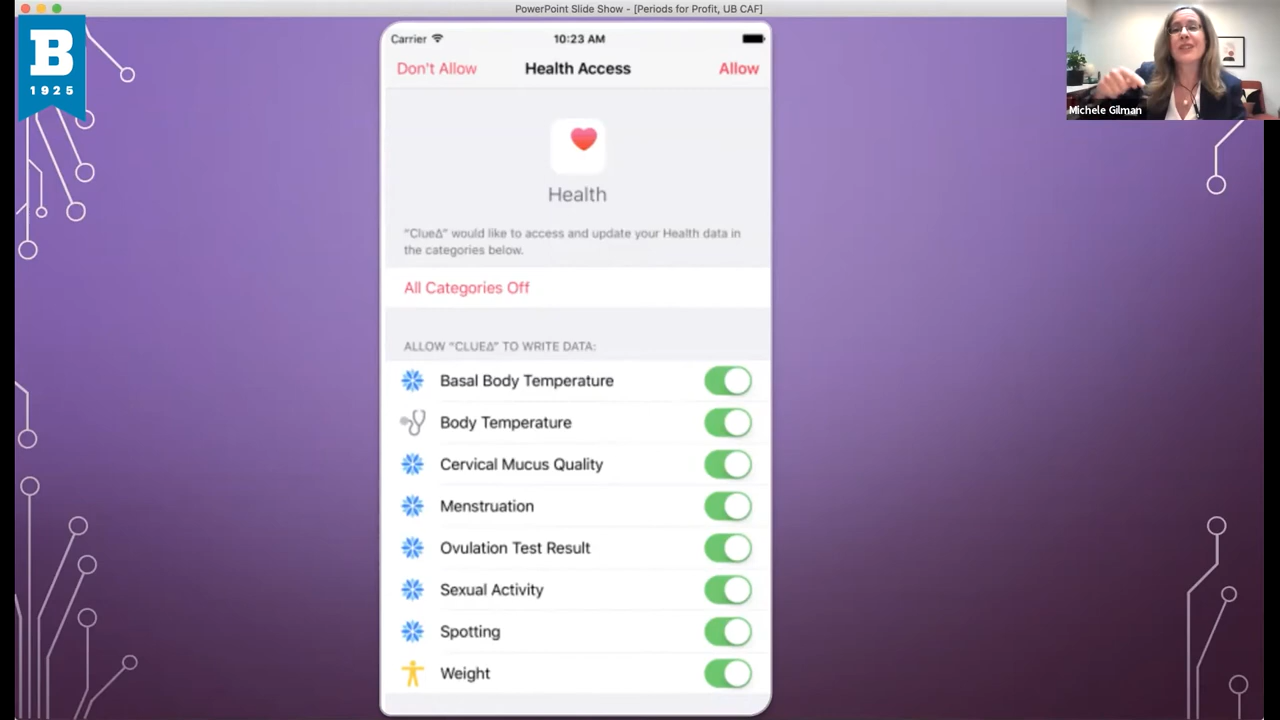 PowerPoint Slide Show - [Periods for Profit, UB CAF]
B
1925
Carrier 10:23 AM
Don't Allow Health Access Allow
Health
“Clue∆” would like to access and update your Health data in
the categories below.
All Categories Off
ALLOW “CLUE∆” TO WRITE DATA:
Basal Body Temperature
Body Temperature
Cervical Mucus Quality
Menstruation
Ovulation Test Result
Sexual Activity
Spotting
Weight
Michele Gilman